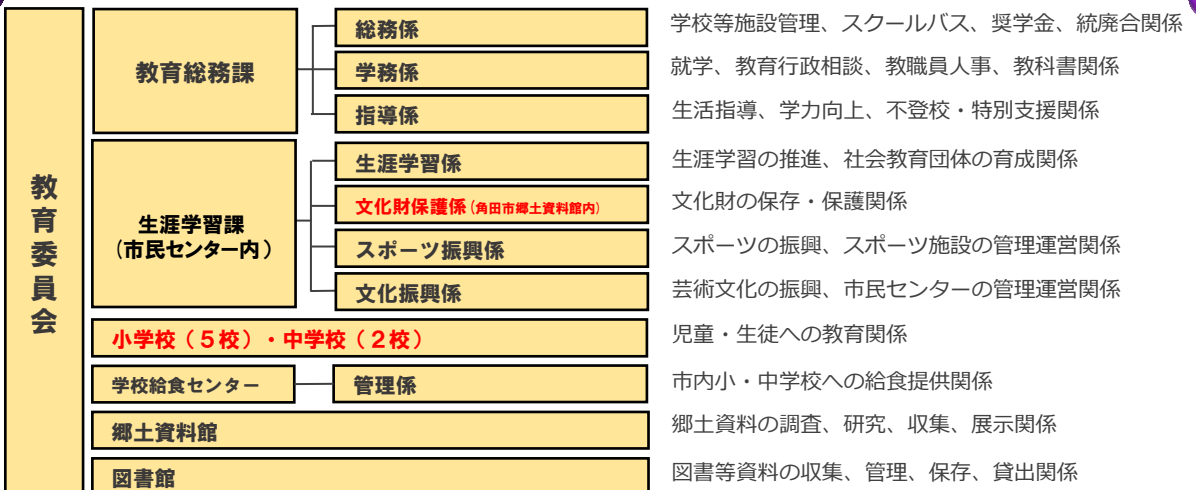 教育委員会
教育総務課
総務係
学校等施設管理、スクールバス、奨学金、統廃合関係
学務係
就学、教育行政相談、教職員人事、教科書関係
指導係
生活指導、学力向上、不登校・特別支援関係
生涯学習課
(市民センター内)
生涯学習係
生涯学習の推進、社会教育団体の育成関係
文化財保護係(角田市郷土資料館内)
文化財の保存・保護関係
スポーツ振興係
スポーツの振興、スポーツ施設の管理運営関係
文化振興係
芸術文化の振興、市民センターの管理運営関係
小学校(5校)・中学校(2校)
児童・生徒への教育関係
学校給食センター
管理係
市内小・中学校への給食提供関係
郷土資料館
郷土資料の調査、研究、収集、展示関係
図書館
図書等資料の収集、管理、保存、貸出関係